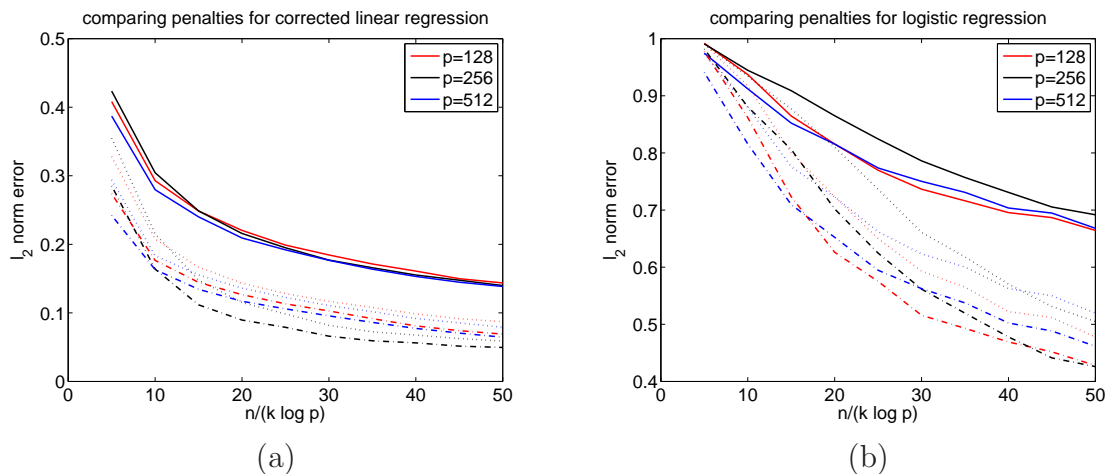 comparing penalties for corrected linear regression
0.5
0.4
0.3
0.2
0.1
0
l2 norm error
p=128
p=256
p=512
0 10 20 30 40 50
n/(k log p)
(a)
comparing penalties for logistic regression
1
0.9
0.8
0.7
0.6
0.5
0.4
l2 norm error
p=128
p=256
p=512
0 10 20 30 40 50
n/(k log p)
(b)